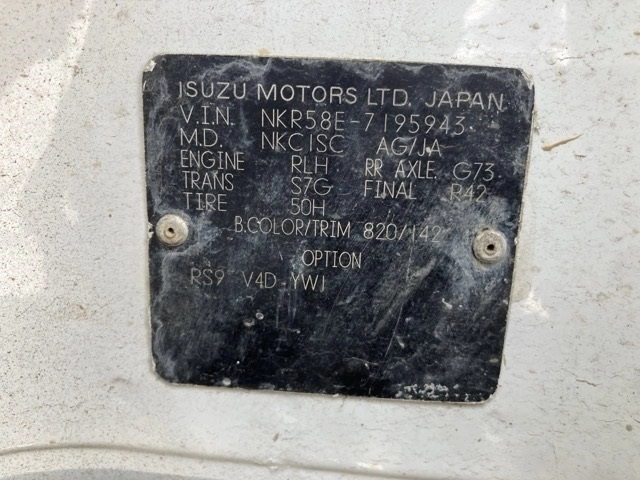 ISUZU MOTORS LTD. JAPAN
V.I.N. NKR58E-7195943
M.D. NKC1SC AG/JA
ENGINE RLH RR AXLE G73
TRANS S7G FINAL R42
TIRE 50H
B.COLOR/TRIM 820/142
OPTION
RS9 V4D YW1